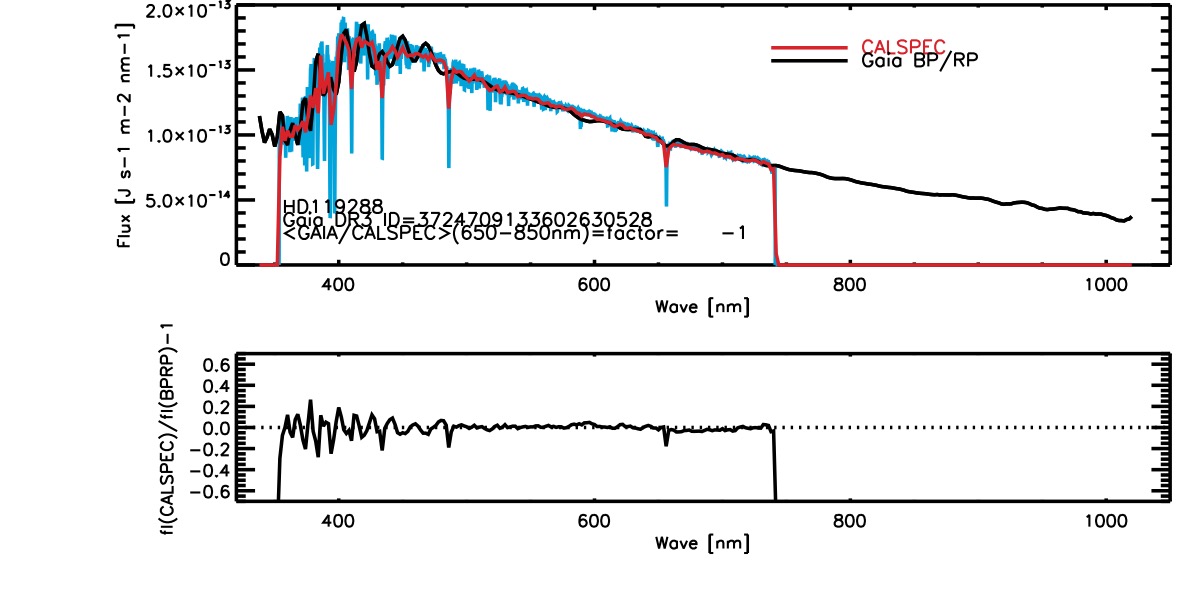 2.0×10−13
1.5×10−13
1.0×10−13
5.0×10−14
0
Flux [J s−1 m−2 nm−1]
CALSPEC
Gaia BP/RP
HD119288
Gaia DR3 ID=3724709133602630528
<GAIA/CALSPEC>(650−850nm)=factor= −1
400 600 800 1000
Wave [nm]
fl(CALSPEC)/fl(BPRP)−1
0.6
0.4
0.2
0.0
−0.2
−0.4
−0.6
400 600 800 1000
Wave [nm]